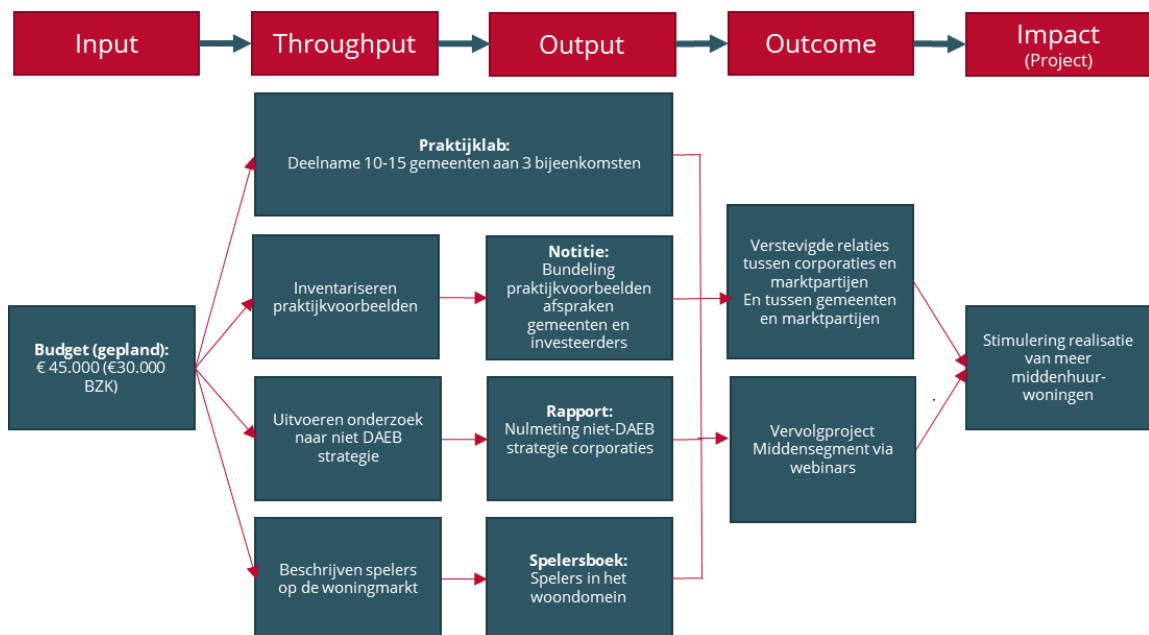 Input
Throughput
Output
Outcome
Impact
(Project)
Praktijklab:
Deelname 10-15 gemeenten aan 3 bijeenkomsten
Budget (gepland):
€ 45.000 (€30.000
BZK)
Inventariseren
praktijkvoorbeelden
Notitie:
Bundeling
praktijkvoorbeelden
afspraken
gemeenten en
investeerders
Verstevigde relaties
tussen corporaties en
marktpartijen
En tussen gemeenten
en marktpartijen
Stimulering realisatie
van meer
middenhuur-
woningen
Uitvoeren onderzoek
naar niet DAEB
strategie
Rapport:
Nulmeting niet-DAEB
strategie corporaties
Vervolgproject
Middensegment via
webinars
Beschrijven spelers
op de woningmarkt
Spelersboek:
Spelers in het
woondomein